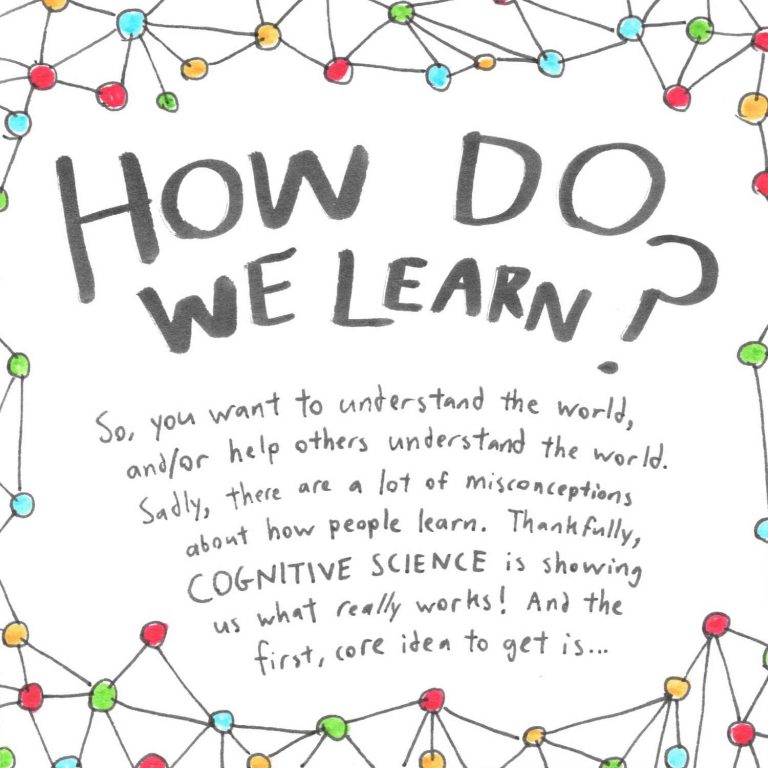 HOW DO
WE LEARN?
So, you want to understand the world,
and/or help others understand the world.
Sadly, there are a lot of misconceptions
about how people learn. Thankfully,
COGNITIVE SCIENCE is showing
us what really works! And the
first, core idea to get is...